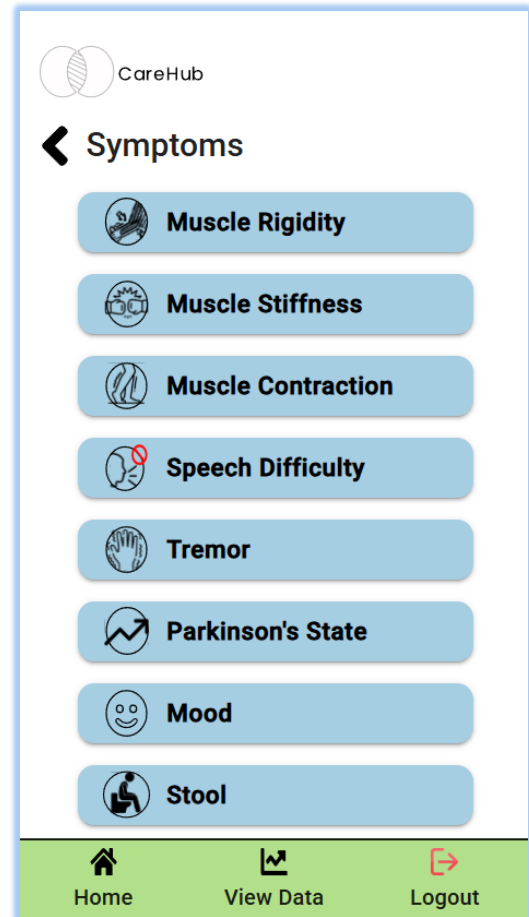 CareHub
Symptoms
Muscle Rigidity
Muscle Stiffness
Muscle Contraction
Speech Difficulty
Tremor
Parkinson's State
Mood
Stool
Home View Data Logout